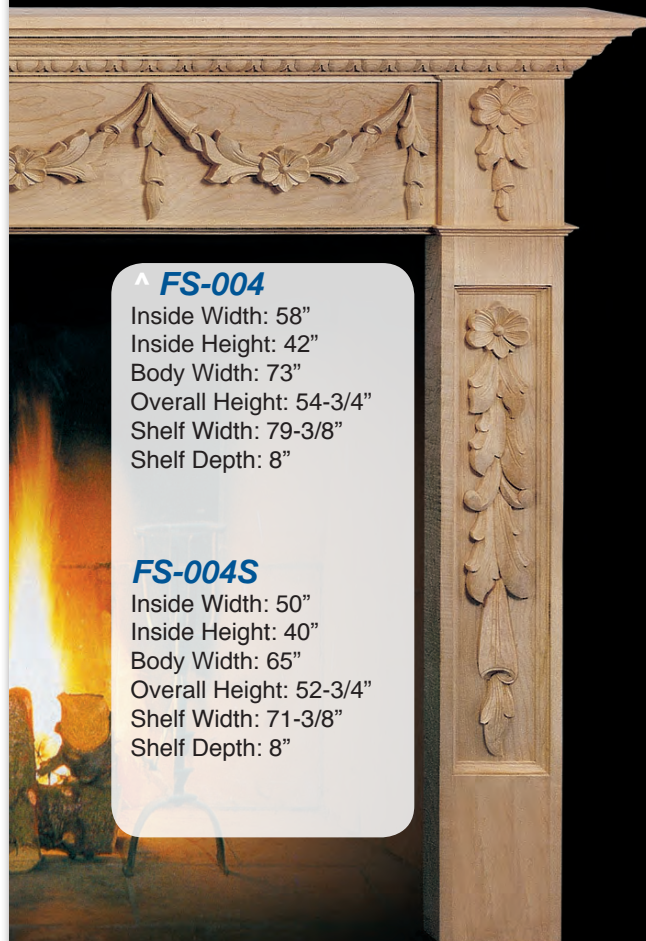 ^ FS-004
Inside Width: 58”
Inside Height: 42”
Body Width: 73”
Overall Height: 54-3/4”
Shelf Width: 79-3/8”
Shelf Depth: 8”
FS-004S
Inside Width: 50”
Inside Height: 40”
Body Width: 65”
Overall Height: 52-3/4”
Shelf Width: 71-3/8”
Shelf Depth: 8”